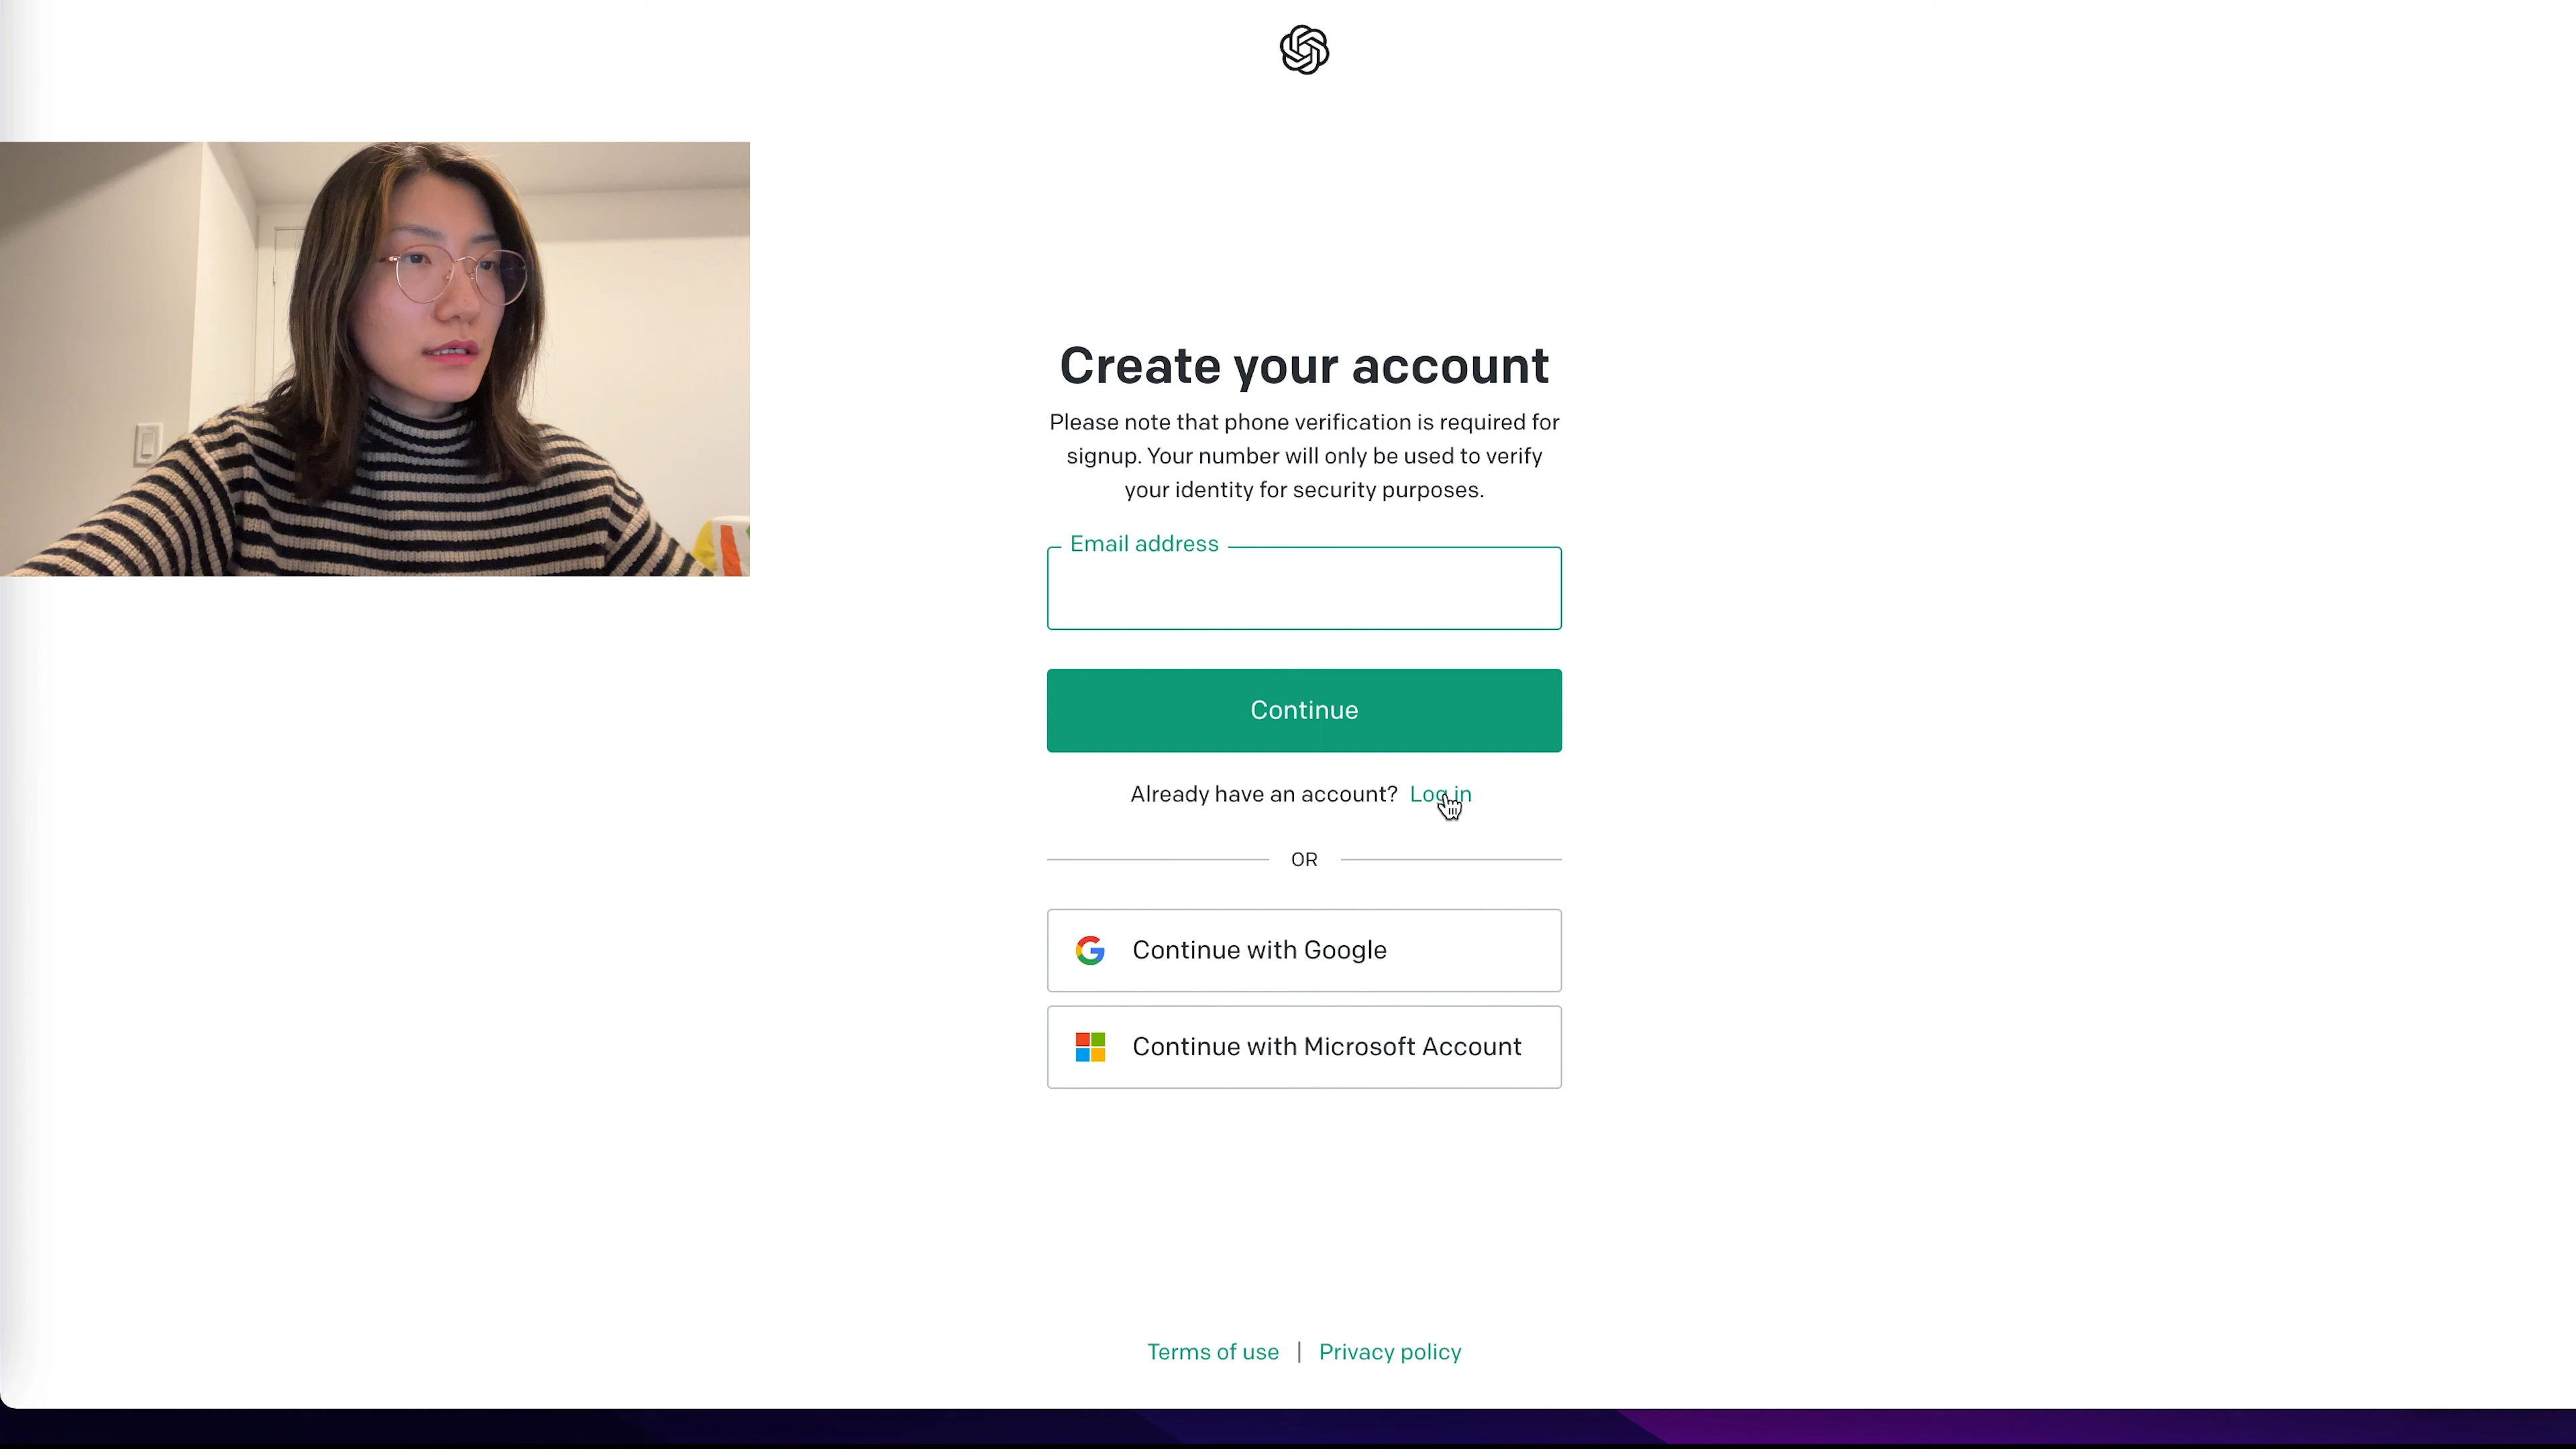 Create your account
Please note that phone verification is required for
signup. Your number will only be used to verify
your identity for security purposes.
Email address
Continue
Already have an account? Log in
OR
Continue with Google
Continue with Microsoft Account
Terms of use | Privacy policy